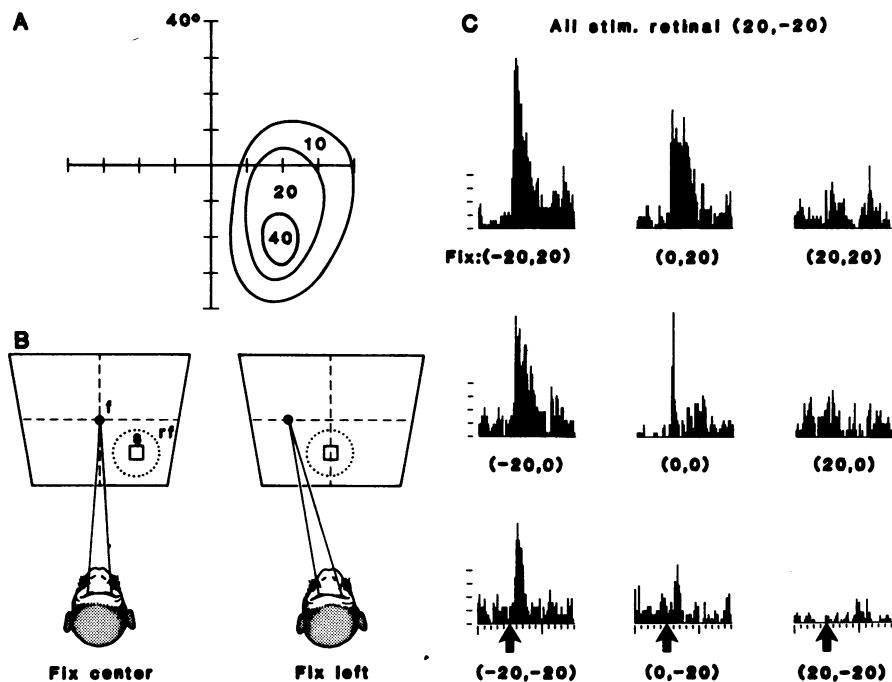 A
40°
10
20
40
B
f
s
rf
Fix center
Fix left
C
All stim. retinal (20,-20)
Fix:(-20,20)
(0,20)
(20,20)
(-20,0)
(0,0)
(20,0)
(-20,-20)
(0,-20)
(20,-20)